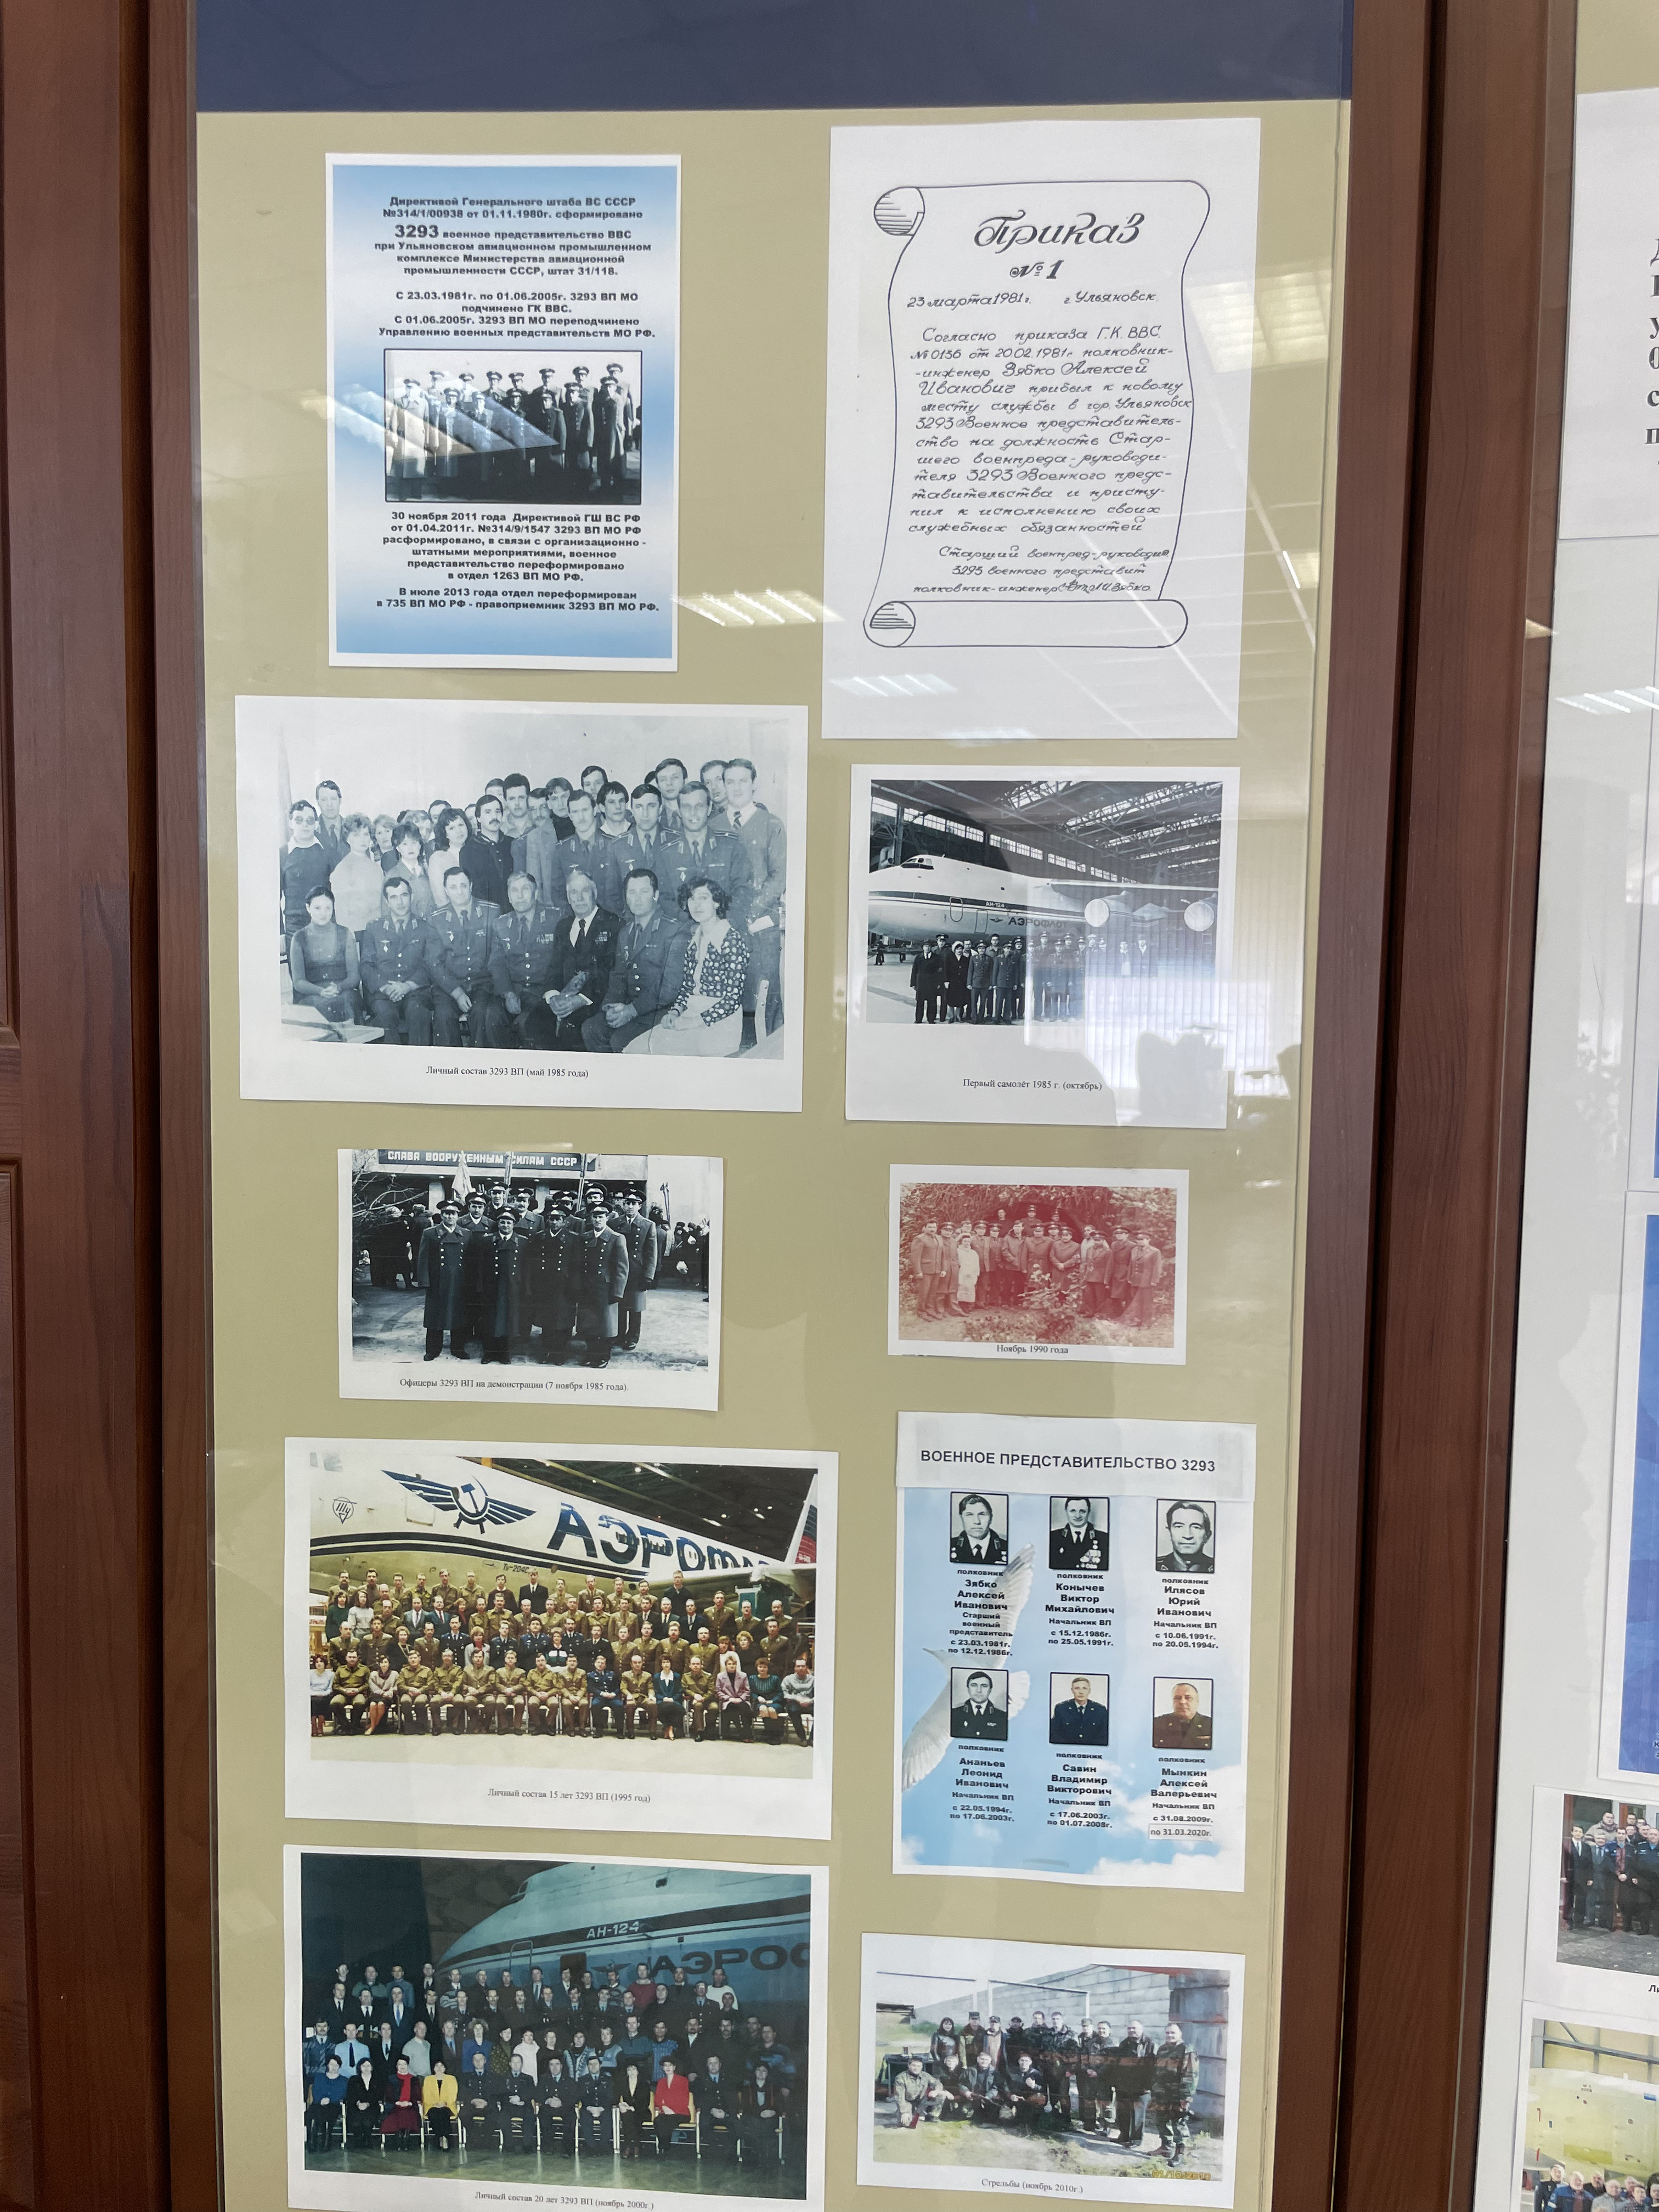 Директивой Генерального штаба ВС СССР
№314/1/00938 от 01.11.1980г. сформировано
3293 военное представительство ВВС
при Ульяновском авиационном промышленном
комплексе Министерства авиационной
промышленности СССР, штат 31/118.
С 23.03.1981г. по 01.06.2005г. 3293 ВП МО
подчинено ГК ВВС.
С 01.06.2005г. 3293 ВП МО переподчинено
Управлению военных представительств МО РФ.
30 ноября 2011 года Директивой ГШ ВС РФ
от 01.04.2011г. №314/9/1547 3293 ВП МО РФ
расформировано, в связи с организационно -
штатными мероприятиями, военное
представительство переформировано
в отдел 1263 ВП МО РФ.
В июле 2013 года отдел переформирован
в 735 ВП МО РФ - правоприемник 3293 ВП МО РФ.
Приказ
№1
23 марта 1981г. г. Ульяновск
Согласно приказа Г.К. ВВС
№ 0136 от 20.02.1981г. полковник-
-инженер Зябко Алексей
Иванович прибыл к новому
месту службы в гор. Ульяновск
3293 Военное представитель-
ство на должность Стар-
шего военпреда-руководи-
теля 3293 Военного предс-
тавительства и присту-
пил к исполнению своих
служебных обязанностей
Старший военпред-руководит
3293 военного представит
полковник-инженер А.И. Зябко
Личный состав 3293 ВП (май 1985 года)
АН-124
АЭРОФЛОТ
Первый самолёт 1985 г. (октябрь)
СЛАВА ВООРУЖЕННЫМ СИЛАМ СССР
Офицеры 3293 ВП на демонстрации (7 ноября 1985 года).
Ноябрь 1990 года
АЭРОФЛ
Ту-204С
Личный состав 15 лет 3293 ВП (1995 год)
ВОЕННОЕ ПРЕДСТАВИТЕЛЬСТВО 3293
полковник
Зябко
Алексей
Иванович
Старший
военный
представитель
с 23.03.1981г.
по 12.12.1986г.
полковник
Конычев
Виктор
Михайлович
Начальник ВП
с 15.12.1986г.
по 25.05.1991г.
полковник
Илясов
Юрий
Иванович
Начальник ВП
с 10.06.1991г.
по 20.05.1994г.
полковник
Ананьев
Леонид
Иванович
Начальник ВП
с 22.05.1994г.
по 17.06.2003г.
полковник
Савин
Владимир
Викторович
Начальник ВП
с 17.06.2003г.
по 01.07.2008г.
полковник
Мынкин
Алексей
Валерьевич
Начальник ВП
с 31.08.2009г.
по 31.03.2020г.
АН-124
АЭРОФ
Личный состав 20 лет 3293 ВП (ноябрь 2000г.)
Стрельбы (ноябрь 2010г.)